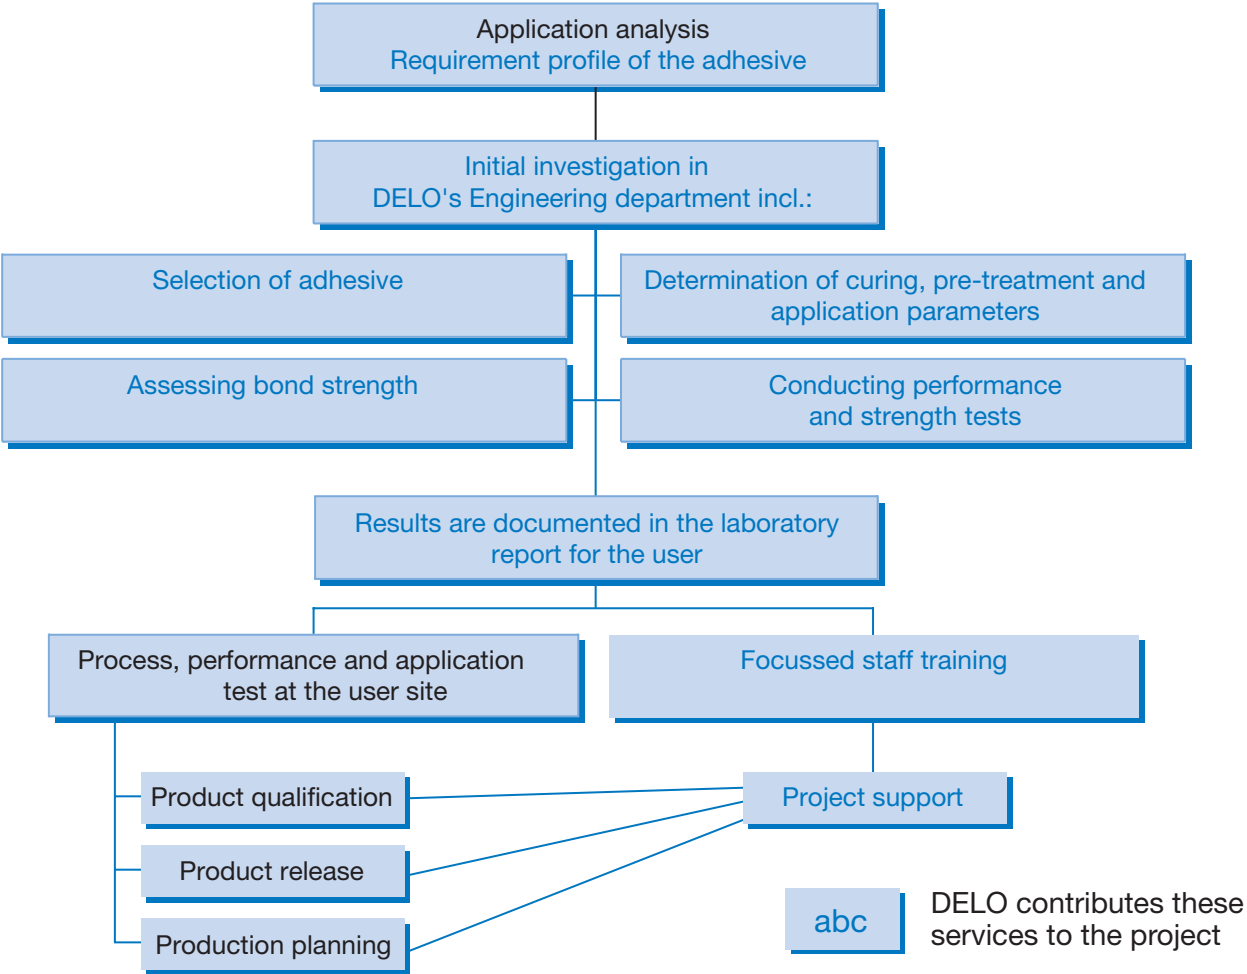 Application analysis
Requirement profile of the adhesive
Initial investigation in
DELO's Engineering department incl.:
Selection of adhesive
Determination of curing, pre-treatment and
application parameters
Assessing bond strength
Conducting performance
and strength tests
Results are documented in the laboratory
report for the user
Process, performance and application
test at the user site
Focussed staff training
Product qualification
Project support
Product release
Production planning
abc
DELO contributes these
services to the project